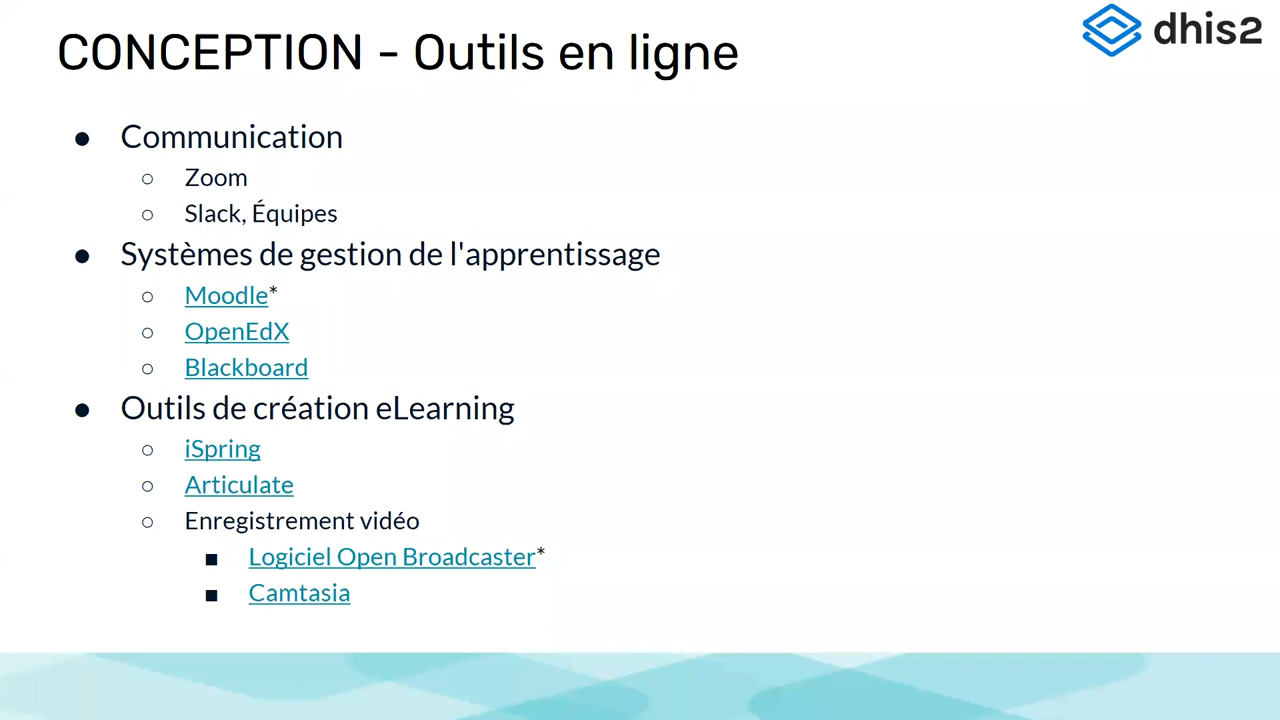 CONCEPTION - Outils en ligne
dhis2
● Communication
○ Zoom
○ Slack, Équipes
● Systèmes de gestion de l'apprentissage
○ Moodle*
○ OpenEdX
○ Blackboard
● Outils de création eLearning
○ iSpring
○ Articulate
○ Enregistrement vidéo
■ Logiciel Open Broadcaster*
■ Camtasia